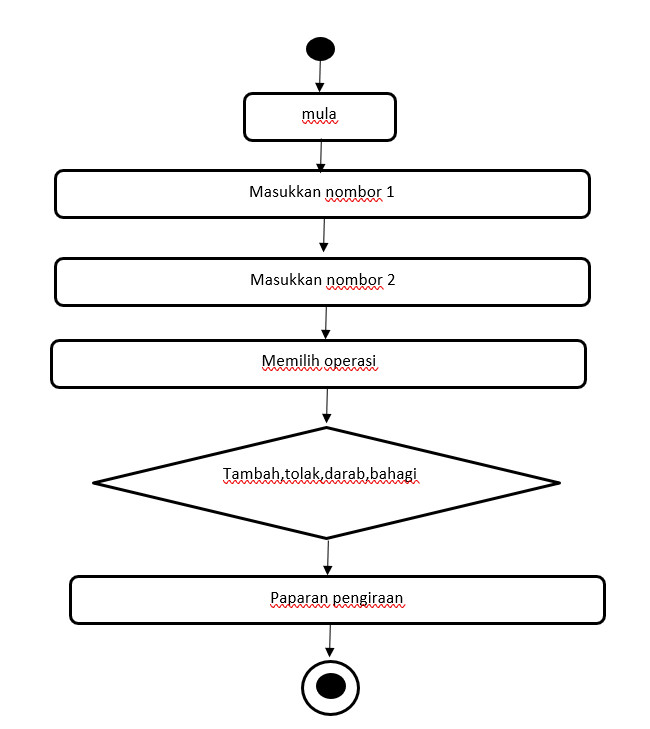 mula
Masukkan nombor 1
Masukkan nombor 2
Memilih operasi
Tambah,tolak,darab,bahagi
Paparan pengiraan